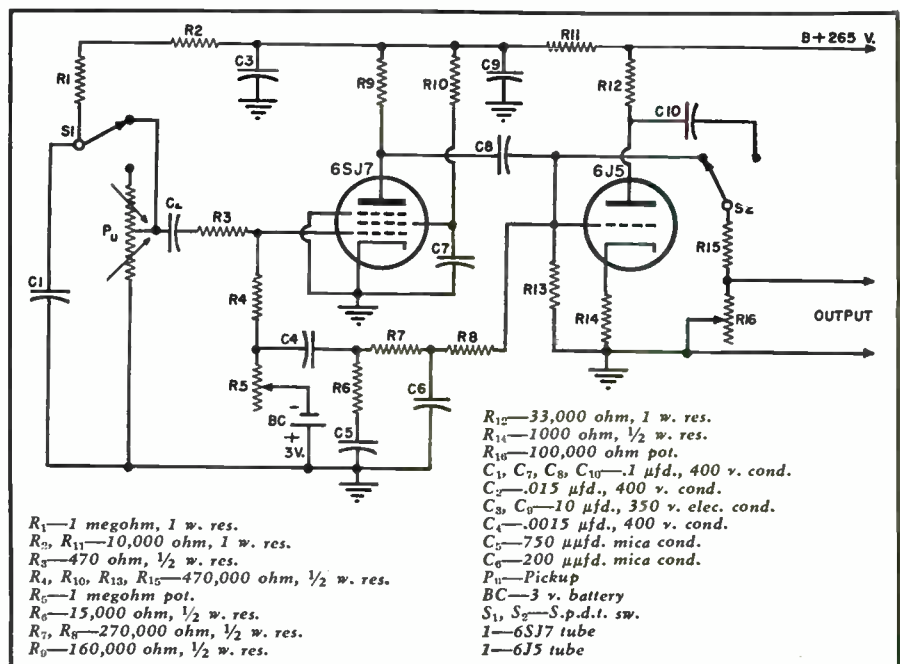 R2
R11
B+265 V.
R1
C3
R9
R10
C9
R12
C10
S1
C8
6SJ7
6J5
S2
C2
R3
PU
C7
R15
C1
R4
R13
R14
R16
OUTPUT
C4
R7
R8
R5
R6
C6
BC
-
+
3V.
C5
R₁—1 megohm, 1 w. res.
R₂, R₁₁—10,000 ohm, 1 w. res.
R₃—470 ohm, ½ w. res.
R₄, R₁₀, R₁₃, R₁₅—470,000 ohm, ½ w. res.
R₅—1 megohm pot.
R₆—15,000 ohm, ½ w. res.
R₇, R₈—270,000 ohm, ½ w. res.
R₉—160,000 ohm, ½ w. res.
R₁₂—33,000 ohm, 1 w. res.
R₁₄—1000 ohm, ½ w. res.
R₁₆—100,000 ohm pot.
C₁, C₇, C₈, C₁₀—.1 μfd., 400 v. cond.
C₂—.015 μfd., 400 v. cond.
C₃, C₉—10 μfd., 350 v. elec. cond.
C₄—.0015 μfd., 400 v. cond.
C₅—750 μμfd. mica cond.
C₆—200 μμfd. mica cond.
Pᵤ—Pickup
BC—3 v. battery
S₁, S₂—S.p.d.t. sw.
1—6SJ7 tube
1—6J5 tube